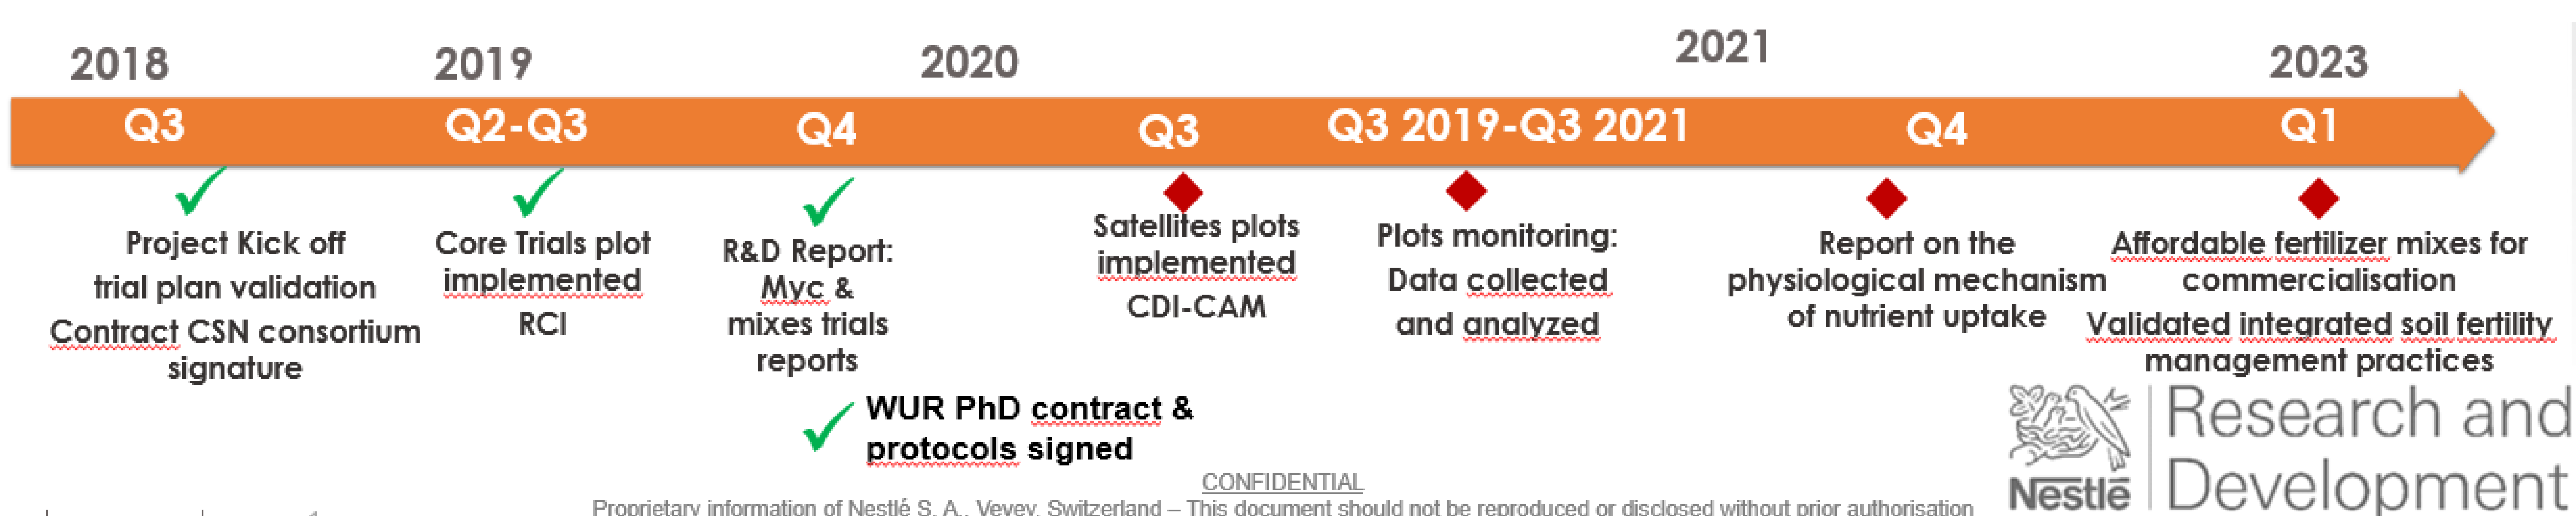 2018
2019
2020
2021
2023
Q3
Q2-Q3
Q4
Q3
Q3 2019-Q3 2021
Q4
Q1
Project Kick off
trial plan validation
Contract CSN consortium
signature
Core Trials plot
implemented
RCI
R&D Report:
Myc &
mixes trials
reports
WUR PhD contract &
protocols signed
Satellites plots
implemented
CDI-CAM
Plots monitoring:
Data collected
and analyzed
Report on the
physiological mechanism
of nutrient uptake
Affordable fertilizer mixes for
commercialisation
Validated integrated soil fertility
management practices
Nestlé
Research and
Development
CONFIDENTIAL
Proprietary information of Nestlé S. A., Vevey, Switzerland – This document should not be reproduced or disclosed without prior authorisation